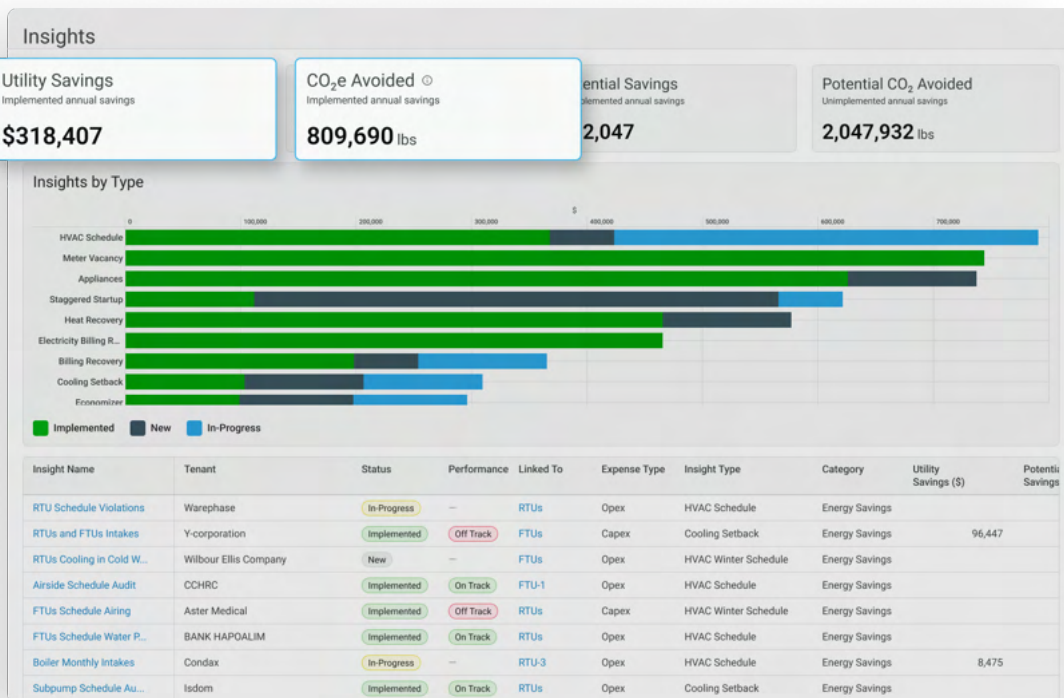 Insights
Utility Savings
Implemented annual savings
$318,407
CO₂e Avoided
Implemented annual savings
809,690 lbs
ential Savings
plemented annual savings
2,047
Potential CO₂ Avoided
Unimplemented annual savings
2,047,932 lbs
Insights by Type
$
0 100,000 200,000 300,000 400,000 500,000 600,000 700,000
HVAC Schedule
Meter Vacancy
Appliances
Staggered Startup
Heat Recovery
Electricity Billing R...
Billing Recovery
Cooling Setback
Economizer
Implemented New In-Progress
Insight Name Tenant Status Performance Linked To Expense Type Insight Type Category Utility Savings ($) Potentia Savings
RTU Schedule Violations Warephase In-Progress – RTUs Opex HVAC Schedule Energy Savings
RTUs and FTUs Intakes Y-corporation Implemented Off Track FTUs Capex Cooling Setback Energy Savings 96,447
RTUs Cooling in Cold W... Wilbour Ellis Company New – FTUs Opex HVAC Winter Schedule Energy Savings
Airside Schedule Audit CCHRC Implemented On Track FTU-1 Opex HVAC Schedule Energy Savings
FTUs Schedule Airing Aster Medical Implemented Off Track RTUs Capex HVAC Winter Schedule Energy Savings
FTUs Schedule Water P... BANK HAPOALIM Implemented On Track RTUs Opex HVAC Schedule Energy Savings
Boiler Monthly Intakes Condax In-Progress – RTU-3 Opex HVAC Schedule Energy Savings 8,475
Subpump Schedule Au... Isdom Implemented On Track RTUs Opex Cooling Setback Energy Savings